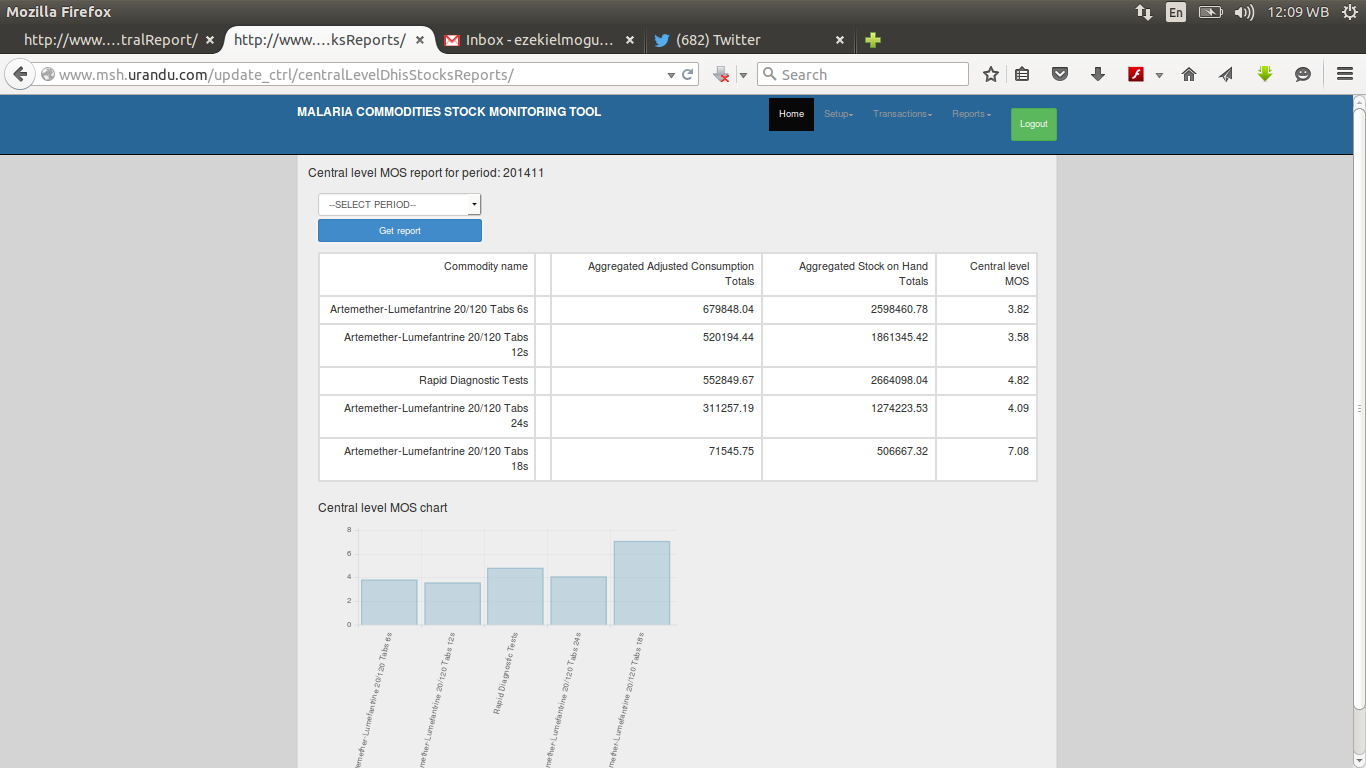 Mozilla Firefox
En
12:09 WB
http://www....tralReport/
http://www....ksReports/
Inbox - ezekielmogu...
(682) Twitter
www.msh.urandu.com/update_ctrl/centralLevelDhisStocksReports/
Search
MALARIA COMMODITIES STOCK MONITORING TOOL
Home
Setup
Transactions
Reports
Logout
Central level MOS report for period: 201411
--SELECT PERIOD--
Get report
Commodity name
Aggregated Adjusted Consumption
Totals
Aggregated Stock on Hand
Totals
Central level
MOS
Artemether-Lumefantrine 20/120 Tabs 6s
679848.04
2598460.78
3.82
Artemether-Lumefantrine 20/120 Tabs
12s
520194.44
1861345.42
3.58
Rapid Diagnostic Tests
552849.67
2664098.04
4.82
Artemether-Lumefantrine 20/120 Tabs
24s
311257.19
1274223.53
4.09
Artemether-Lumefantrine 20/120 Tabs
18s
71545.75
506667.32
7.08
Central level MOS chart
8
6
4
2
0
emether-Lumefantrine 20/120 Tabs 6s
mether-Lumefantrine 20/120 Tabs 12s
Rapid Diagnostic Tests
mether-Lumefantrine 20/120 Tabs 24s
mether-Lumefantrine 20/120 Tabs 18s